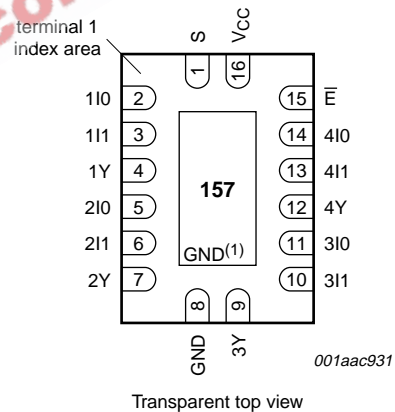 com
terminal 1
index area
S
VCC
1
16
1I0 2
15 E̅
1I1 3
14 4I0
1Y 4
13 4I1
157
2I0 5
12 4Y
2I1 6
11 3I0
GND(1)
2Y 7
10 3I1
8
9
GND
3Y
001aac931
Transparent top view